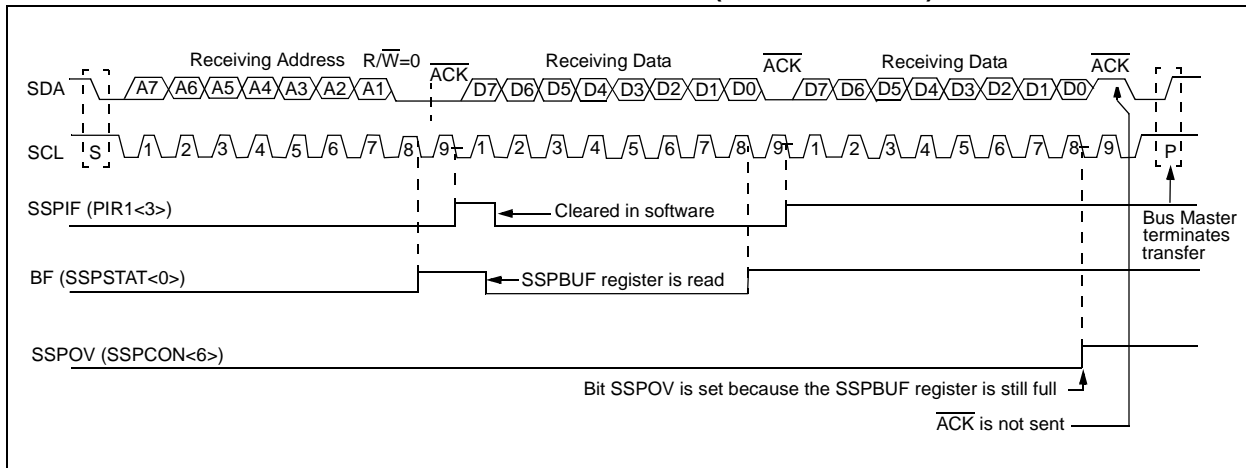 Receiving Address R/W=0 ACK Receiving Data ACK Receiving Data ACK
SDA A7 A6 A5 A4 A3 A2 A1 D7 D6 D5 D4 D3 D2 D1 D0 D7 D6 D5 D4 D3 D2 D1 D0
SCL S 1 2 3 4 5 6 7 8 9 1 2 3 4 5 6 7 8 9 1 2 3 4 5 6 7 8 9 P
SSPIF (PIR1<3>) Cleared in software
Bus Master
terminates
transfer
BF (SSPSTAT<0>) SSPBUF register is read
SSPOV (SSPCON<6>)
Bit SSPOV is set because the SSPBUF register is still full
ACK is not sent